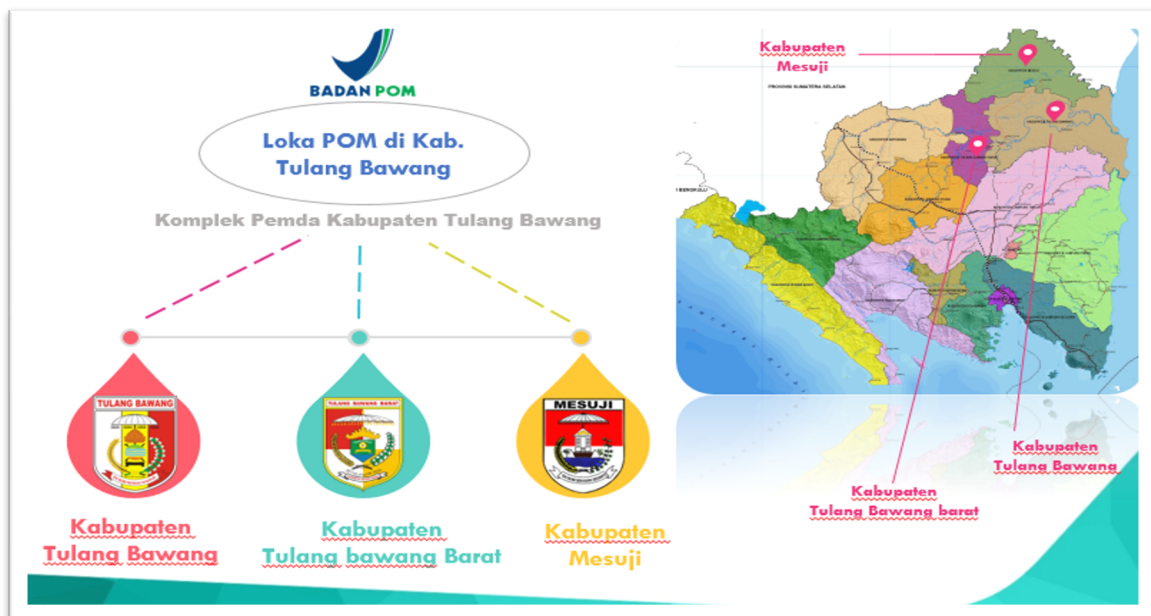 BADAN POM
Loka POM di Kab.
Tulang Bawang
Komplek Pemda Kabupaten Tulang Bawang
TULANG BAWANG
TULANG BAWANG BARAT
MESUJI
Kabupaten
Tulang Bawang
Kabupaten
Tulang bawang Barat
Kabupaten
Mesuji
Kabupaten
Mesuji
PROVINSI SUMATERA SELATAN
Kabupaten
Tulang Bawang
Kabupaten
Tulang Bawang barat